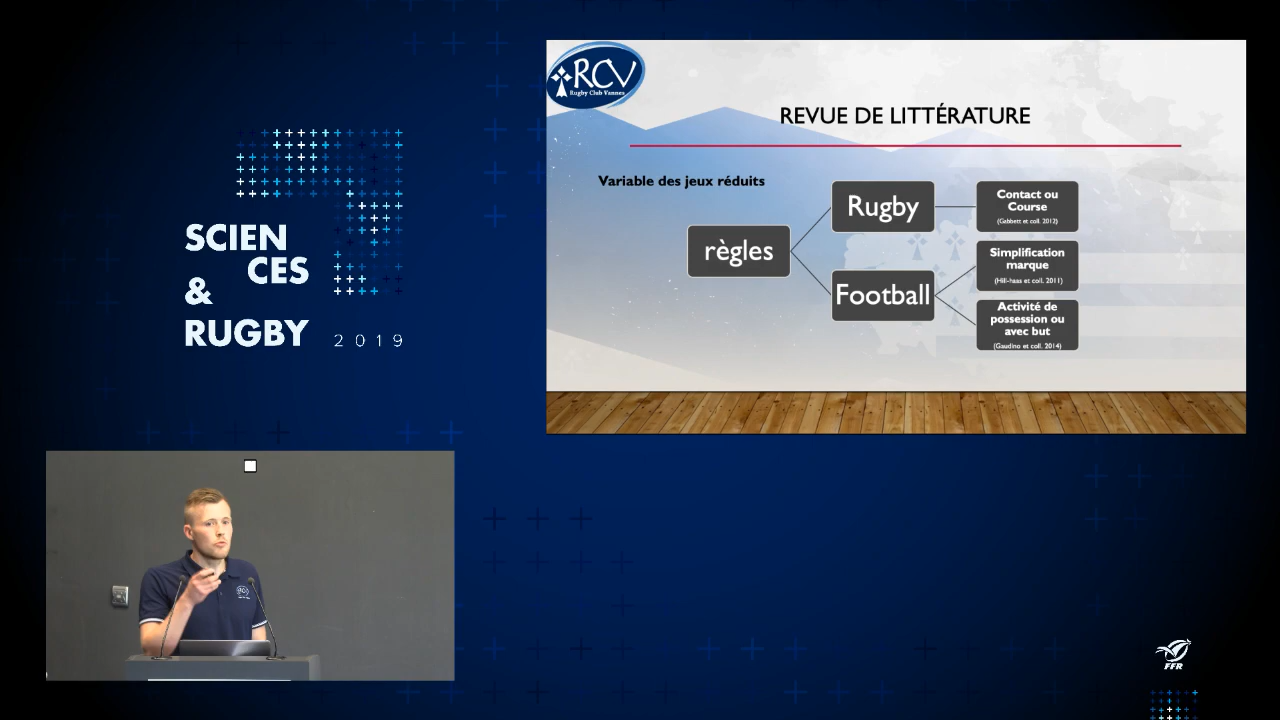 SCIEN
CES
&
RUGBY 2019
RCV
Rugby Club Vannes
REVUE DE LITTÉRATURE
Variable des jeux réduits
règles
Rugby
Football
Contact ou
Course
(Gabbett et coll. 2012)
Simplification
marque
(Hill-haas et coll. 2011)
Activité de
possession ou
avec but
(Gaudino et coll. 2014)
RCV
FFR